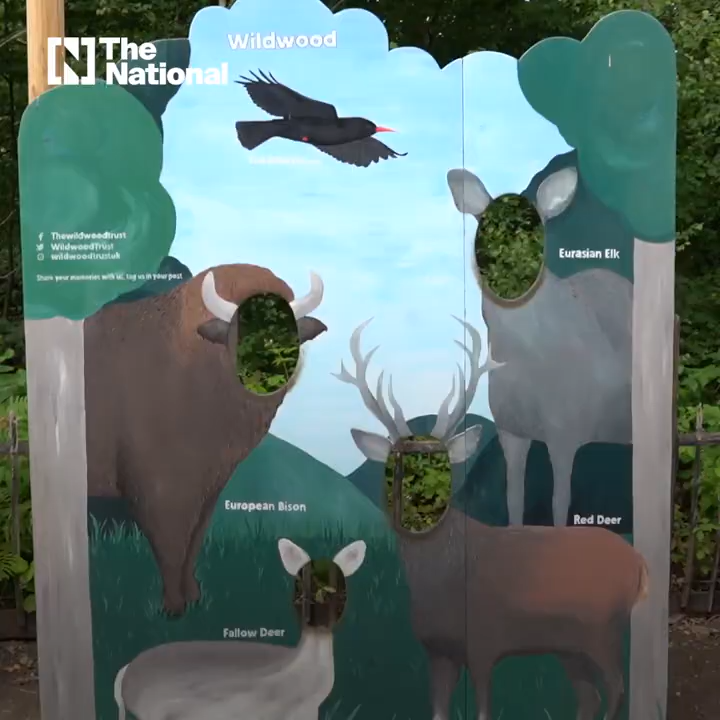 The
National
Wildwood
Thewildwoodtrust
WildwoodTrust
wildwoodtrustuk
Share your memories with us, tag us in your post
Eurasian Elk
European Bison
Red Deer
Fallow Deer